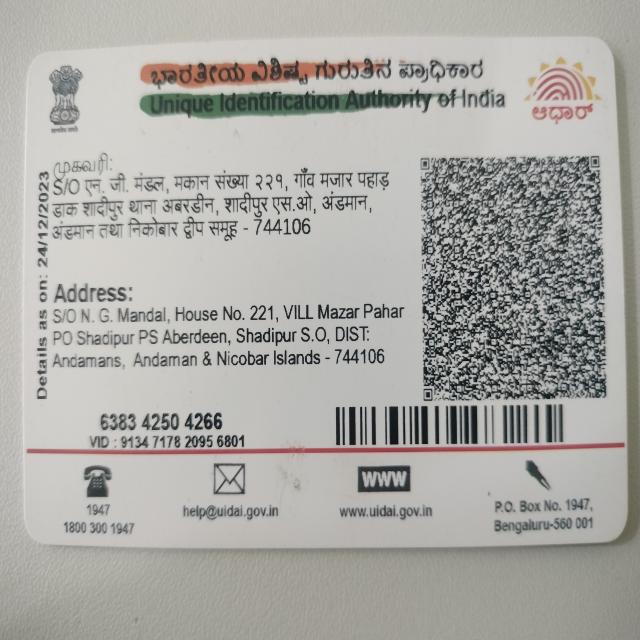 ಭಾರತೀಯ ವಿಶಿಷ್ಟ ಗುರುತಿನ ಪ್ರಾಧಿಕಾರ
Unique Identification Authority of India
ಆಧಾರ್
Details as on: 24/12/2023
முகவரி:
S/O एन. जी. मंडल, मकान संख्या २२१, गाँव मजार पहाड़
डाक शादीपुर थाना अबरडीन, शादीपुर एस.ओ, अंडमान,
अंडमान तथा निकोबार द्वीप समूह - 744106
Address:
S/O N. G. Mandal, House No. 221, VILL Mazar Pahar
PO Shadipur PS Aberdeen, Shadipur S.O, DIST:
Andamans, Andaman & Nicobar Islands - 744106
6383 4250 4266
VID : 9134 7178 2095 6801
WWW
1947
1800 300 1947
help@uidai.gov.in
www.uidai.gov.in
P.O. Box No. 1947,
Bengaluru-560 001